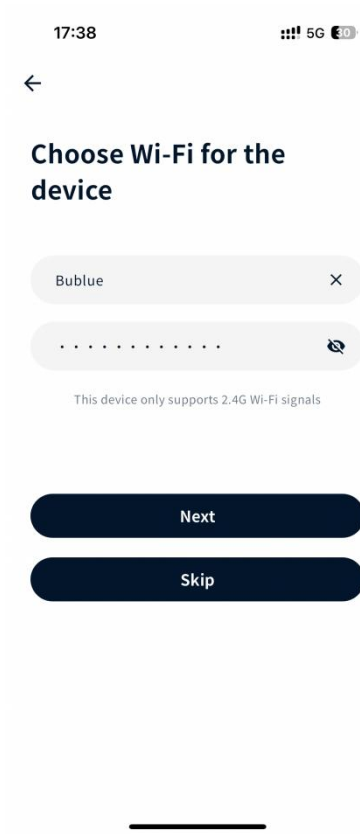 17:38
5G 30
Choose Wi-Fi for the
device
Bublue
............
This device only supports 2.4G Wi-Fi signals
Next
Skip